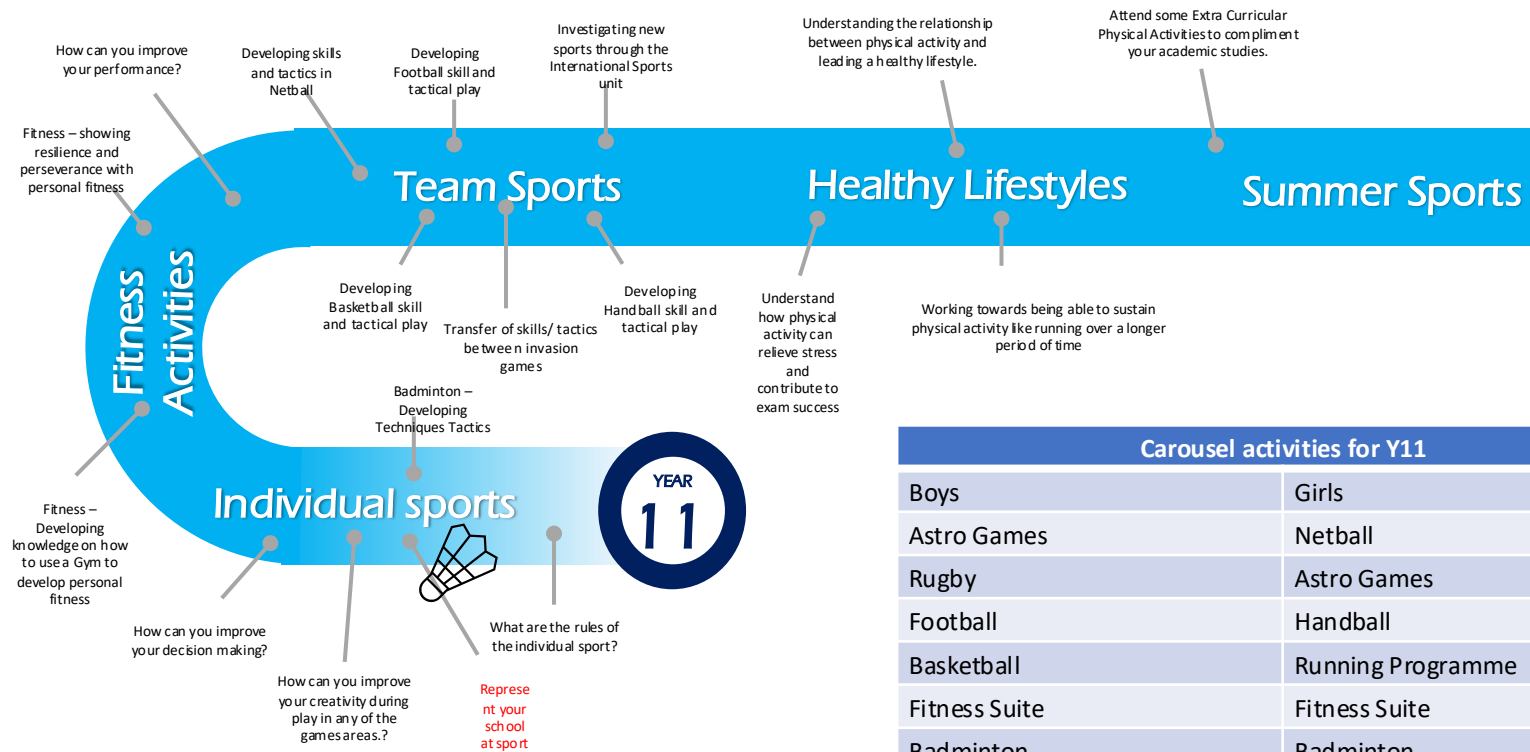 How can you improve
your performance?
Developing skills
and tactics in
Netball
Developing
Football skill and
tactical play
Investigating new
sports through the
International Sports
unit
Understanding the relationship
between physical activity and
leading a healthy lifestyle.
Attend some Extra Curricular
Physical Activities to compliment
your academic studies.
Fitness – showing
resilience and
perseverance with
personal fitness
Team Sports
Healthy Lifestyles
Summer Sports
Fitness
Activities
Developing
Basketball skill
and tactical play
Transfer of skills/ tactics
between invasion
games
Developing
Handball skill and
tactical play
Understand
how physical
activity can
relieve stress
and
contribute to
exam success
Working towards being able to sustain
physical activity like running over a longer
period of time
Badminton –
Developing
Techniques Tactics
Individual sports
YEAR
11
Fitness –
Developing
knowledge on how
to use a Gym to
develop personal
fitness
How can you improve
your decision making?
How can you improve
your creativity during
play in any of the
games areas.?
Represe
nt your
school
at sport
What are the rules of
the individual sport?
Carousel activities for Y11
Boys Girls
Astro Games Netball
Rugby Astro Games
Football Handball
Basketball Running Programme
Fitness Suite Fitness Suite
Badminton Badminton